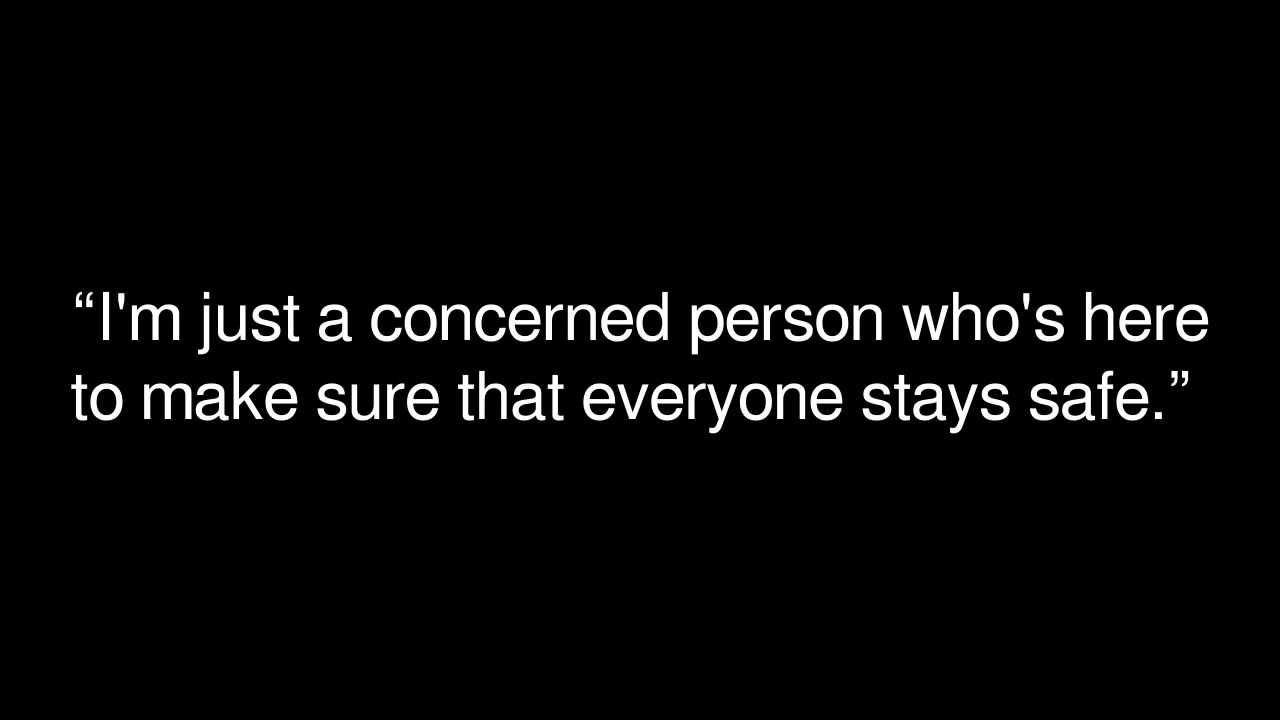 “I'm just a concerned person who's here
to make sure that everyone stays safe.”